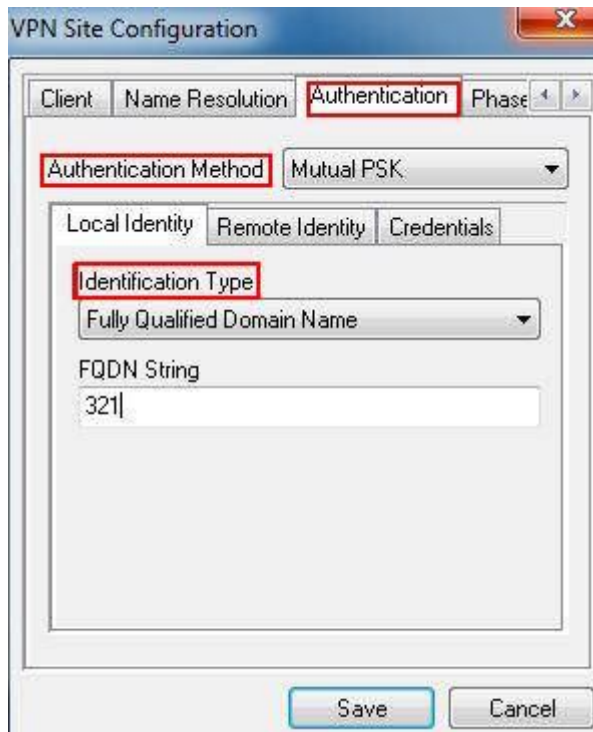 VPN Site Configuration
Client Name Resolution Authentication Phase
Authentication Method Mutual PSK
Local Identity Remote Identity Credentials
Identification Type
Fully Qualified Domain Name
FQDN String
321
Save Cancel